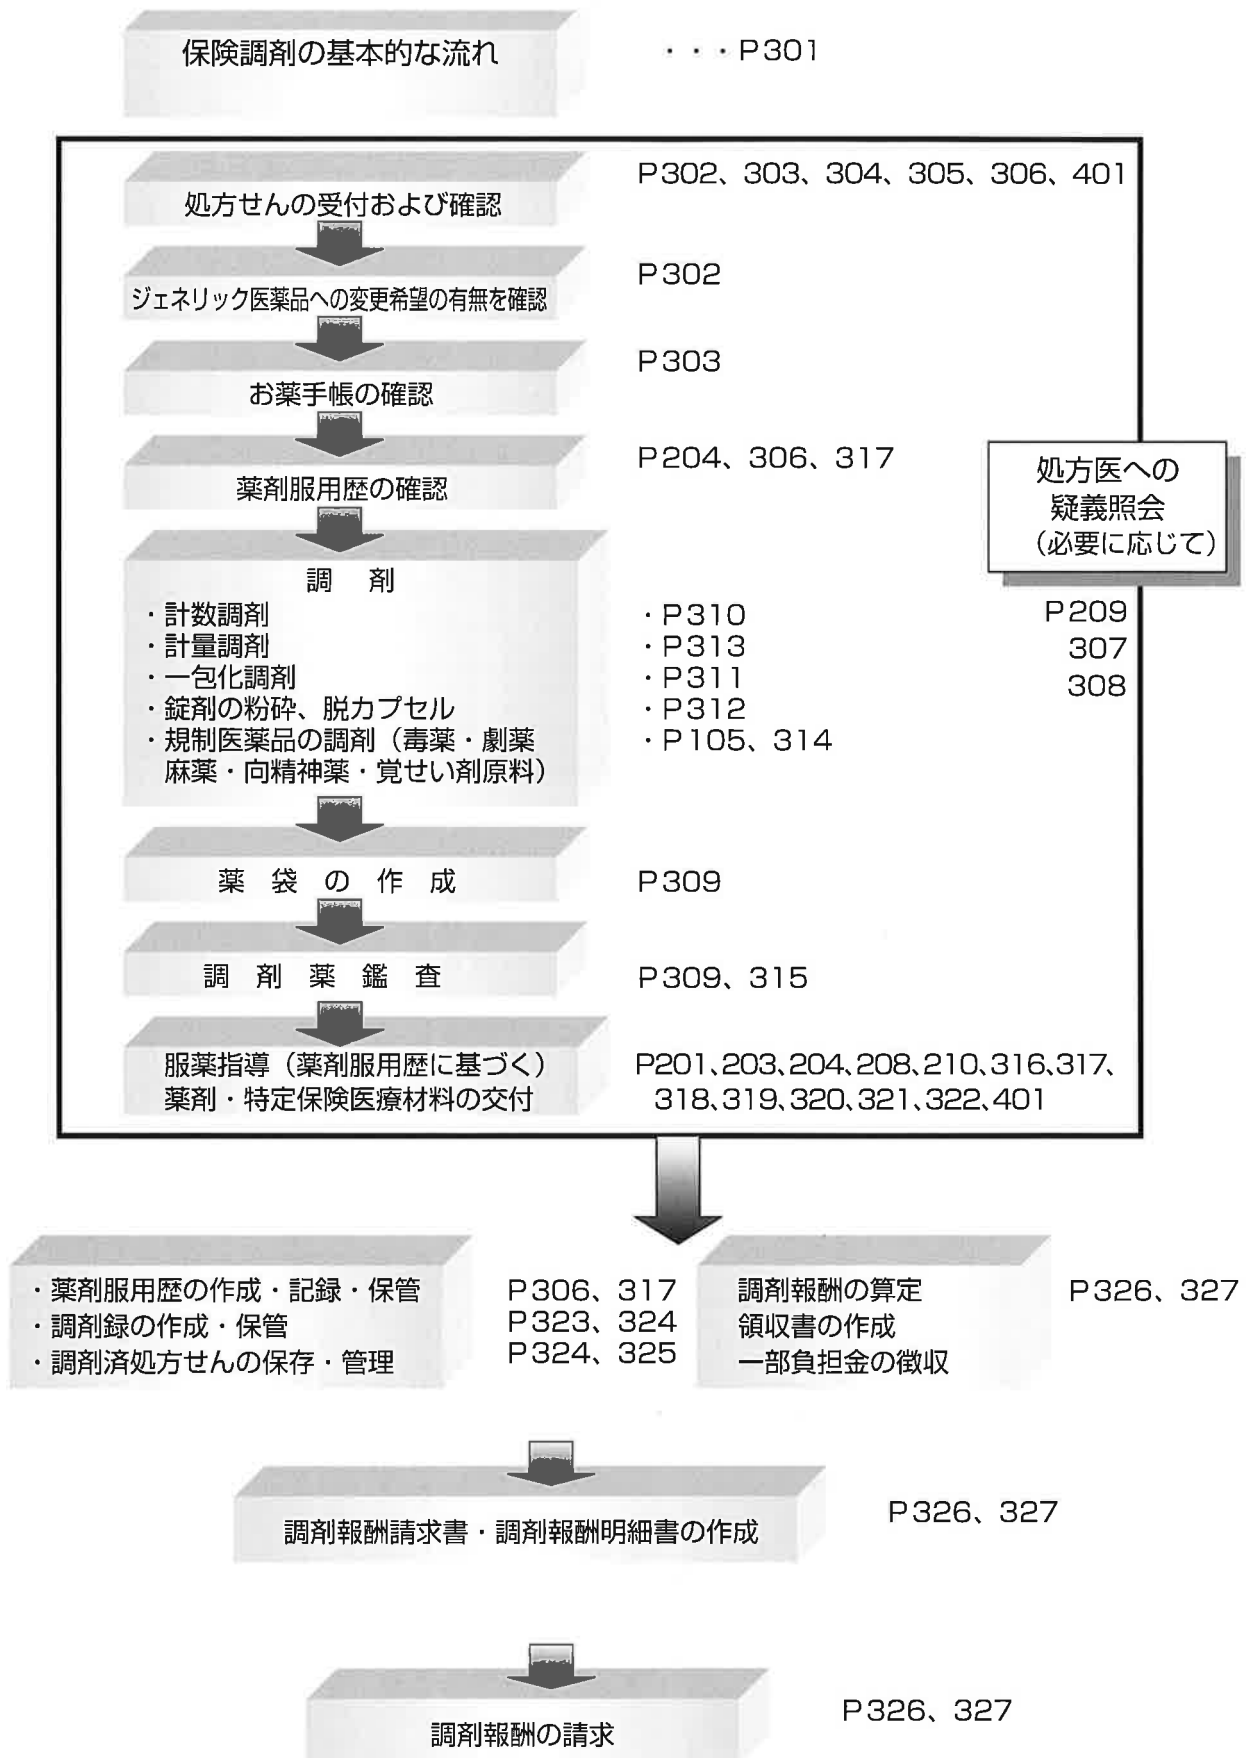 保険調剤の基本的な流れ
・・・P301
処方せんの受付および確認
P302、303、304、305、306、401
ジェネリック医薬品への変更希望の有無を確認
P302
お薬手帳の確認
P303
薬剤服用歴の確認
P204、306、317
処方医への
疑義照会
（必要に応じて）
P209
307
308
調　剤
・計数調剤
・計量調剤
・一包化調剤
・錠剤の粉砕、脱カプセル
・規制医薬品の調剤（毒薬・劇薬
麻薬・向精神薬・覚せい剤原料）
・P310
・P313
・P311
・P312
・P105、314
薬　袋　の　作　成
P309
調　剤　薬　鑑　査
P309、315
服薬指導（薬剤服用歴に基づく）
薬剤・特定保険医療材料の交付
P201、203、204、208、210、316、317、
318、319、320、321、322、401
・薬剤服用歴の作成・記録・保管
・調剤録の作成・保管
・調剤済処方せんの保存・管理
P306、317
P323、324
P324、325
調剤報酬の算定
領収書の作成
一部負担金の徴収
P326、327
調剤報酬請求書・調剤報酬明細書の作成
P326、327
調剤報酬の請求
P326、327